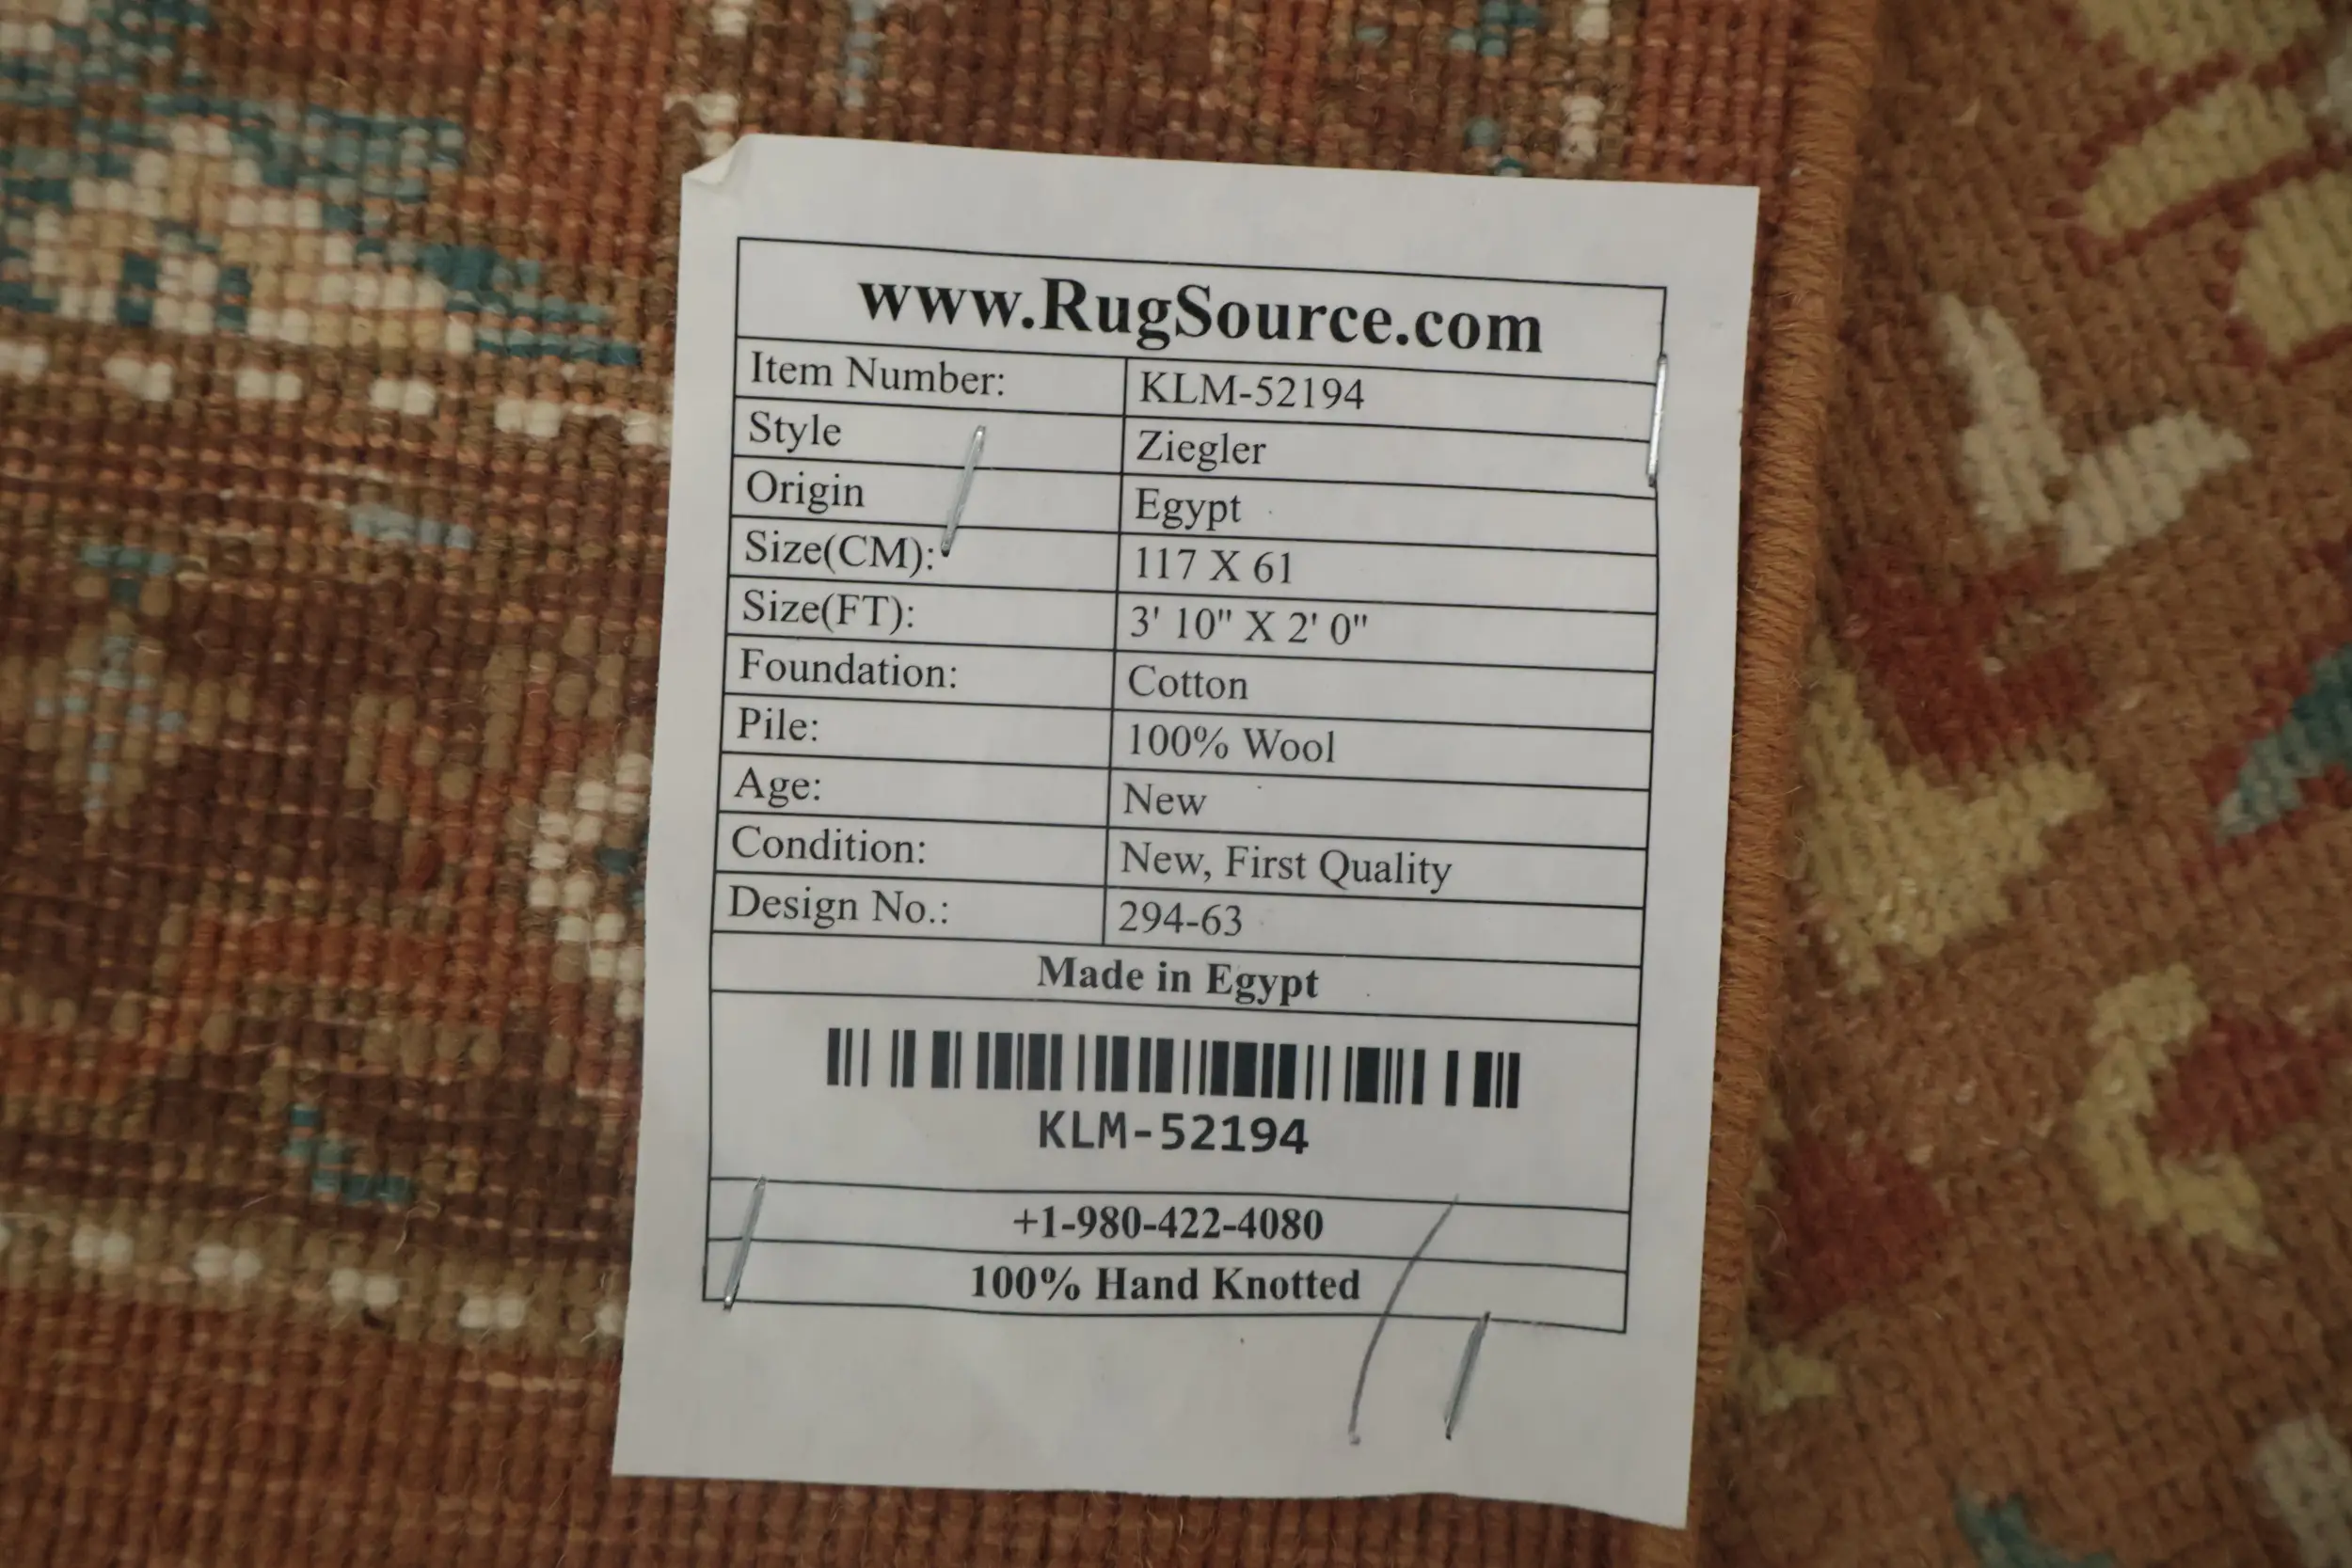 www.RugSource.com
Item Number: KLM-52194
Style Ziegler
Origin Egypt
Size(CM): 117 X 61
Size(FT): 3' 10" X 2' 0"
Foundation: Cotton
Pile: 100% Wool
Age: New
Condition: New, First Quality
Design No.: 294-63
Made in Egypt
KLM-52194
+1-980-422-4080
100% Hand Knotted